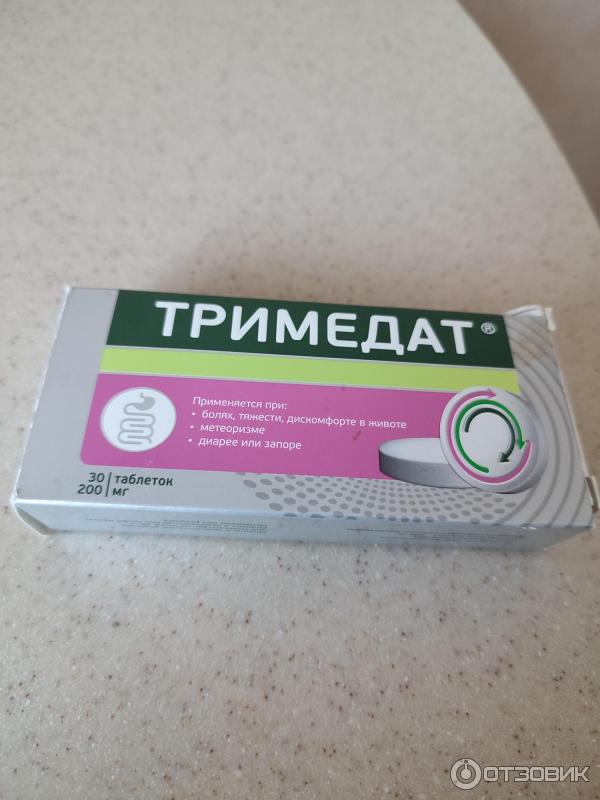 ТРИМЕДАТ®
Применяется при:
• болях, тяжести, дискомфорте в животе
• метеоризме
• диарее или запоре
30 таблеток
200 мг
ОТЗОВИК